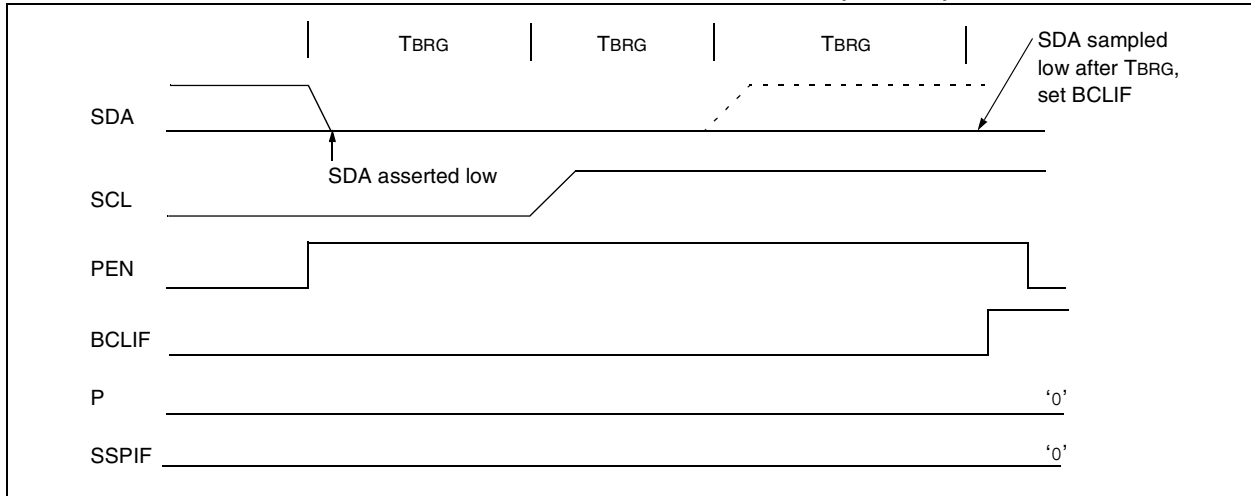 TBRG TBRG TBRG
SDA sampled
low after TBRG,
set BCLIF
SDA
SDA asserted low
SCL
PEN
BCLIF
P ‘0’
SSPIF ‘0’